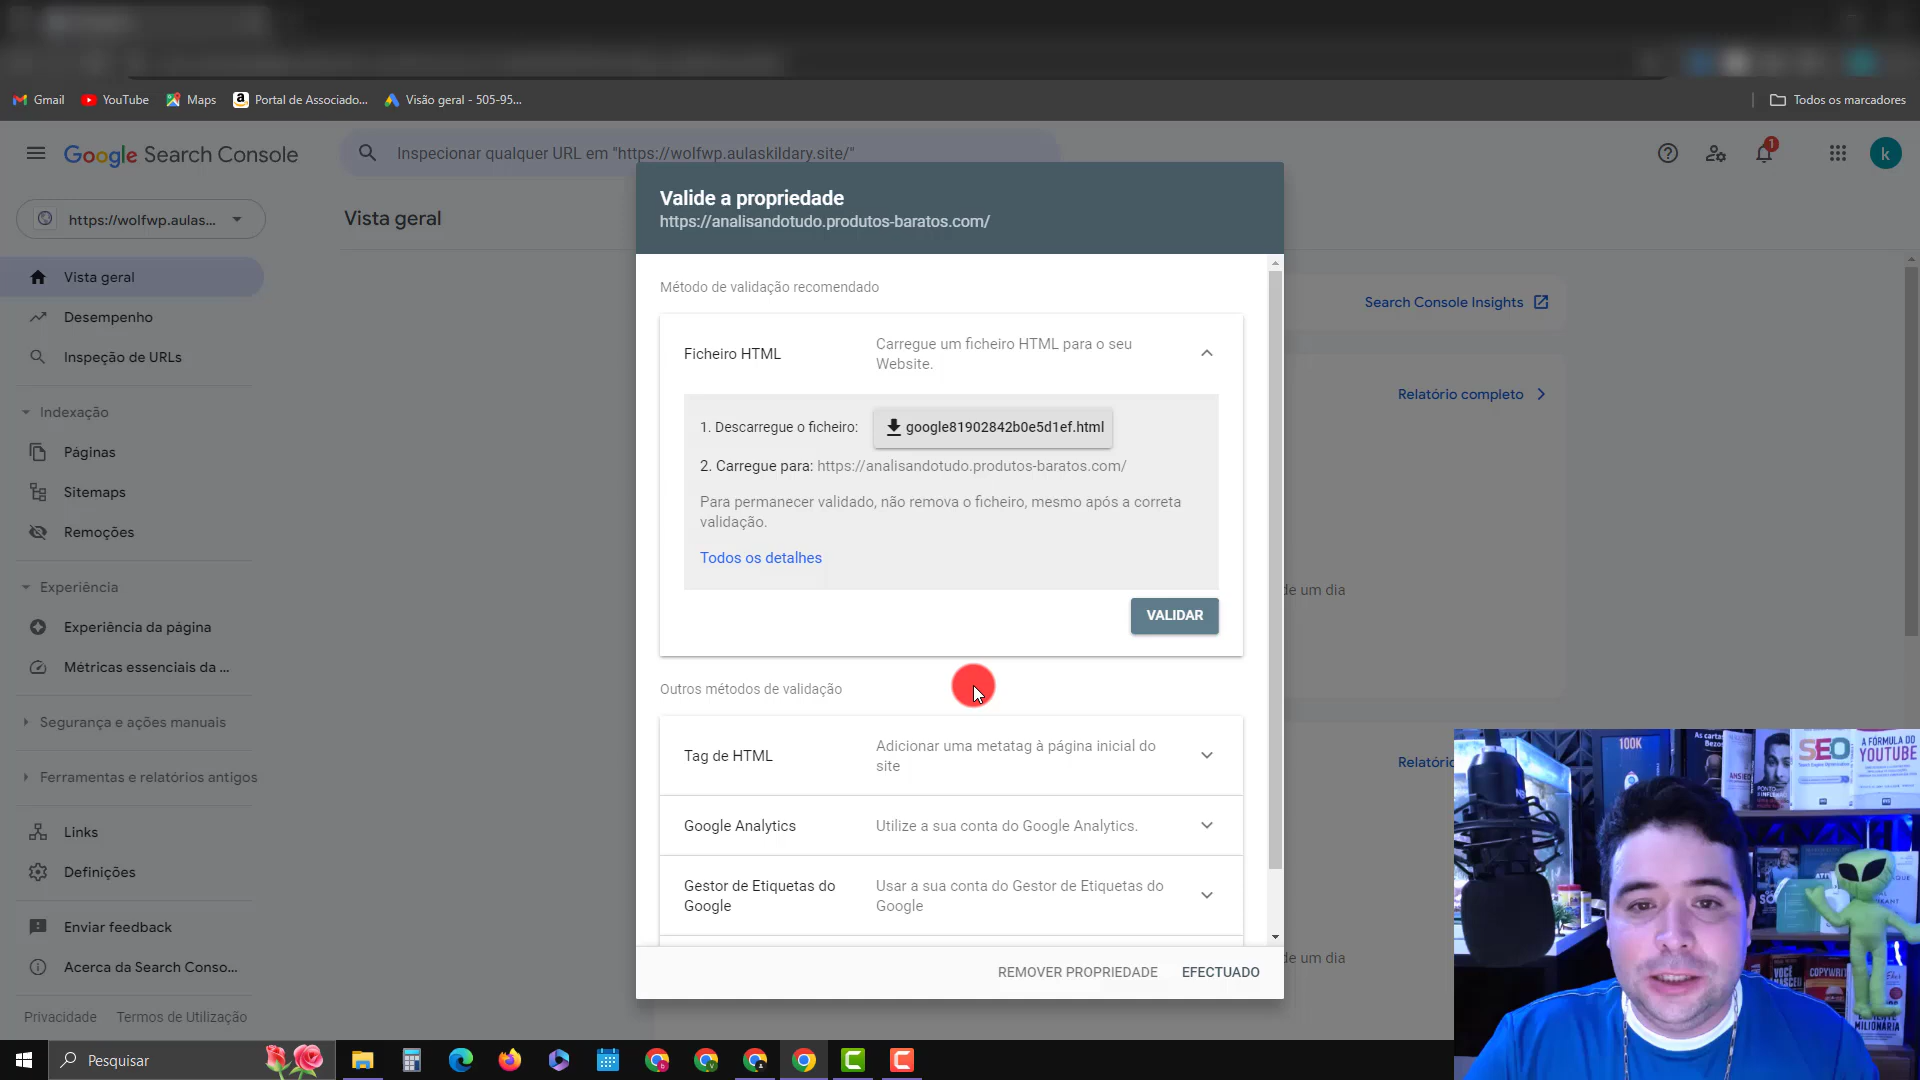 Gmail
YouTube
Maps
Portal de Associado...
Visão geral - 505-95...
Todos os marcadores
Google Search Console
Inspecionar qualquer URL em "https://wolfwp.aulaskildary.site/"
1
k
https://wolfwp.aulas...
Vista geral
Vista geral
Desempenho
Inspeção de URLs
Indexação
Páginas
Sitemaps
Remoções
Experiência
Experiência da página
Métricas essenciais da ...
Segurança e ações manuais
Ferramentas e relatórios antigos
Links
Definições
Enviar feedback
Acerca da Search Conso...
Privacidade
Termos de Utilização
Search Console Insights
Relatório completo
de um dia
Relatório
de um dia
Valide a propriedade
https://analisandotudo.produtos-baratos.com/
Método de validação recomendado
Ficheiro HTML
Carregue um ficheiro HTML para o seu
Website.
1. Descarregue o ficheiro:
google81902842b0e5d1ef.html
2. Carregue para: https://analisandotudo.produtos-baratos.com/
Para permanecer validado, não remova o ficheiro, mesmo após a correta
validação.
Todos os detalhes
VALIDAR
Outros métodos de validação
Tag de HTML
Adicionar uma metatag à página inicial do
site
Google Analytics
Utilize a sua conta do Google Analytics.
Gestor de Etiquetas do
Google
Usar a sua conta do Gestor de Etiquetas do
Google
REMOVER PROPRIEDADE
EFECTUADO
100K
SEO
A FÓRMULA DO
YOUTUBE
COPYWRIT
MILIONÁRIA
Pesquisar